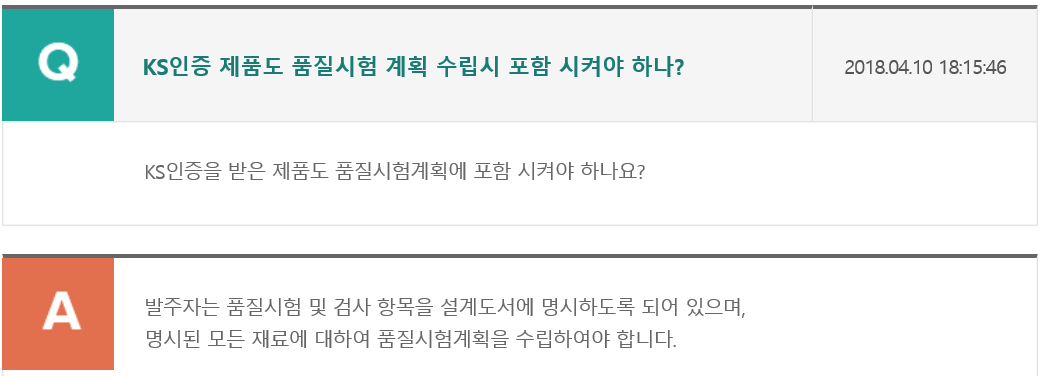 Q
KS인증 제품도 품질시험 계획 수립시 포함 시켜야 하나?
2018.04.10 18:15:46
KS인증을 받은 제품도 품질시험계획에 포함 시켜야 하나요?
A
발주자는 품질시험 및 검사 항목을 설계도서에 명시하도록 되어 있으며,
명시된 모든 재료에 대하여 품질시험계획을 수립하여야 합니다.